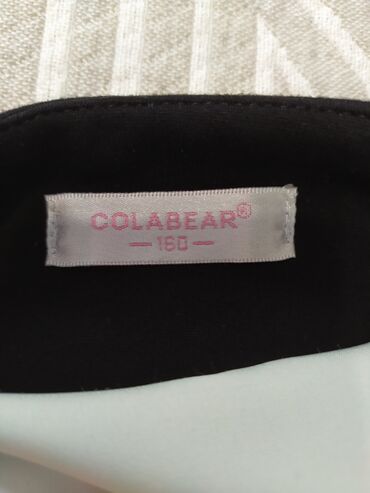 COLABEAR®
— 160 —